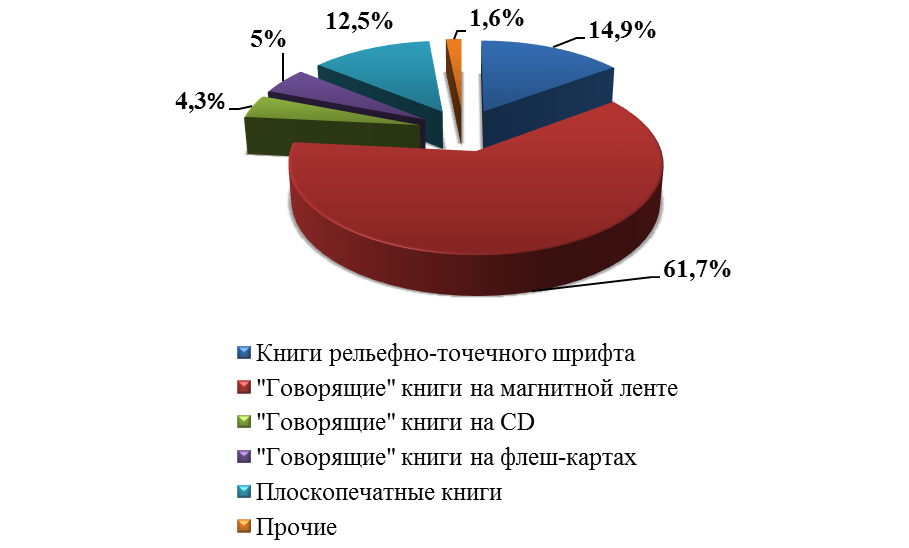 12,5%
1,6%
14,9%
5%
4,3%
61,7%
Книги рельефно-точечного шрифта
"Говорящие" книги на магнитной ленте
"Говорящие" книги на CD
"Говорящие" книги на флеш-картах
Плоскопечатные книги
Прочие